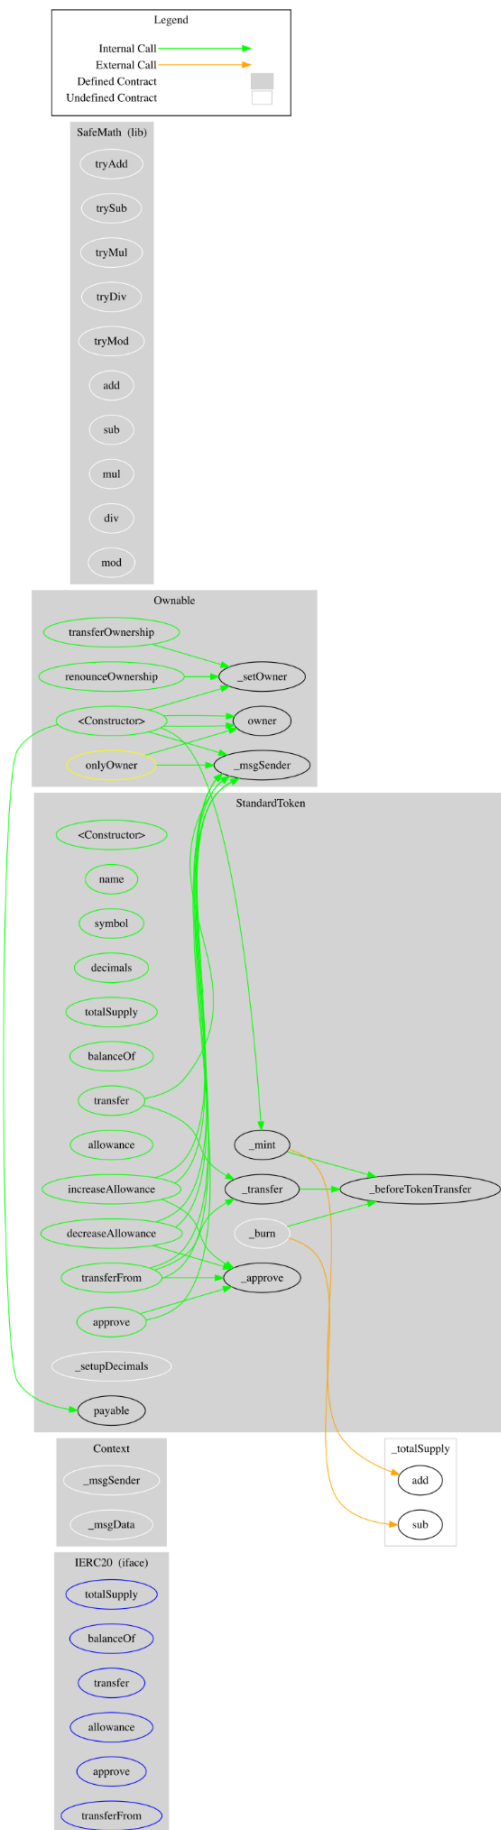 Legend
Internal Call
External Call
Defined Contract
Undefined Contract
SafeMath (lib)
tryAdd
trySub
tryMul
tryDiv
tryMod
add
sub
mul
div
mod
Ownable
transferOwnership
renounceOwnership
_setOwner
<Constructor>
owner
onlyOwner
_msgSender
StandardToken
<Constructor>
name
symbol
decimals
totalSupply
balanceOf
transfer
allowance
_mint
increaseAllowance
_transfer
_beforeTokenTransfer
decreaseAllowance
_burn
transferFrom
_approve
approve
_setupDecimals
payable
Context
_totalSupply
_msgSender
add
_msgData
sub
IERC20 (iface)
totalSupply
balanceOf
transfer
allowance
approve
transferFrom